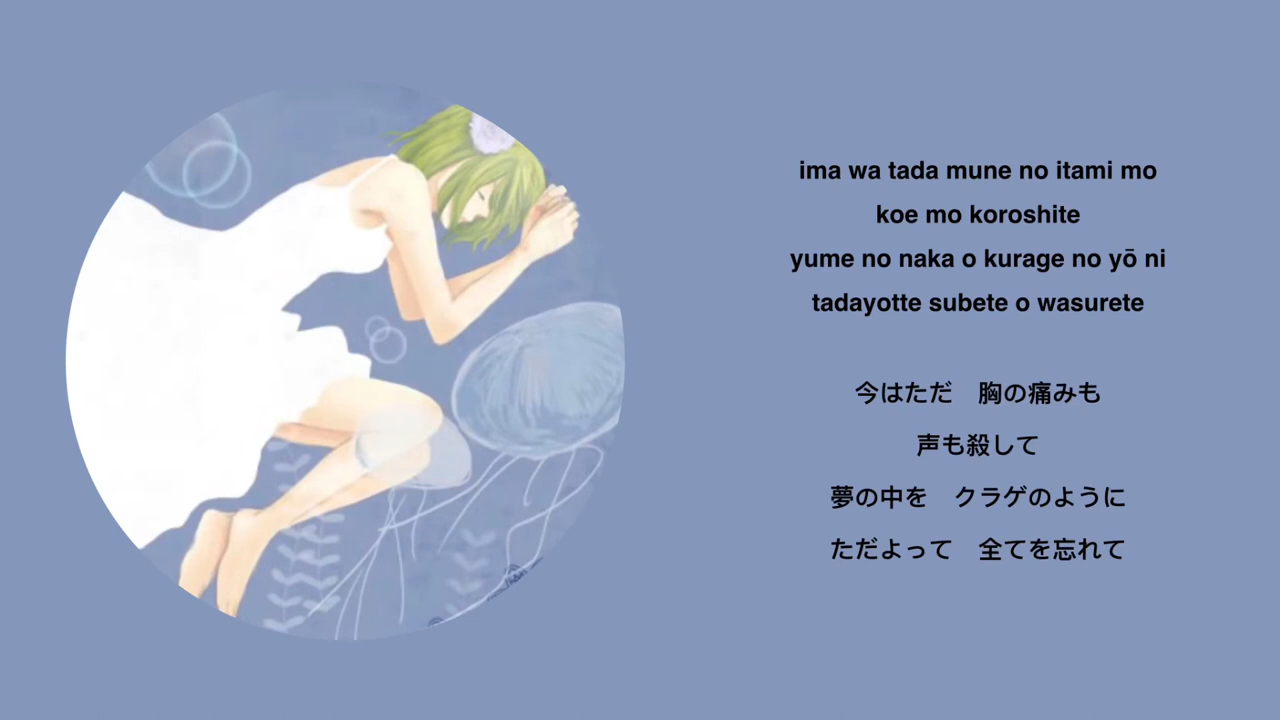 ima wa tada mune no itami mo
koe mo koroshite
yume no naka o kurage no yō ni
tadayotte subete o wasurete
今はただ　胸の痛みも
声も殺して
夢の中を　クラゲのように
ただよって　全てを忘れて